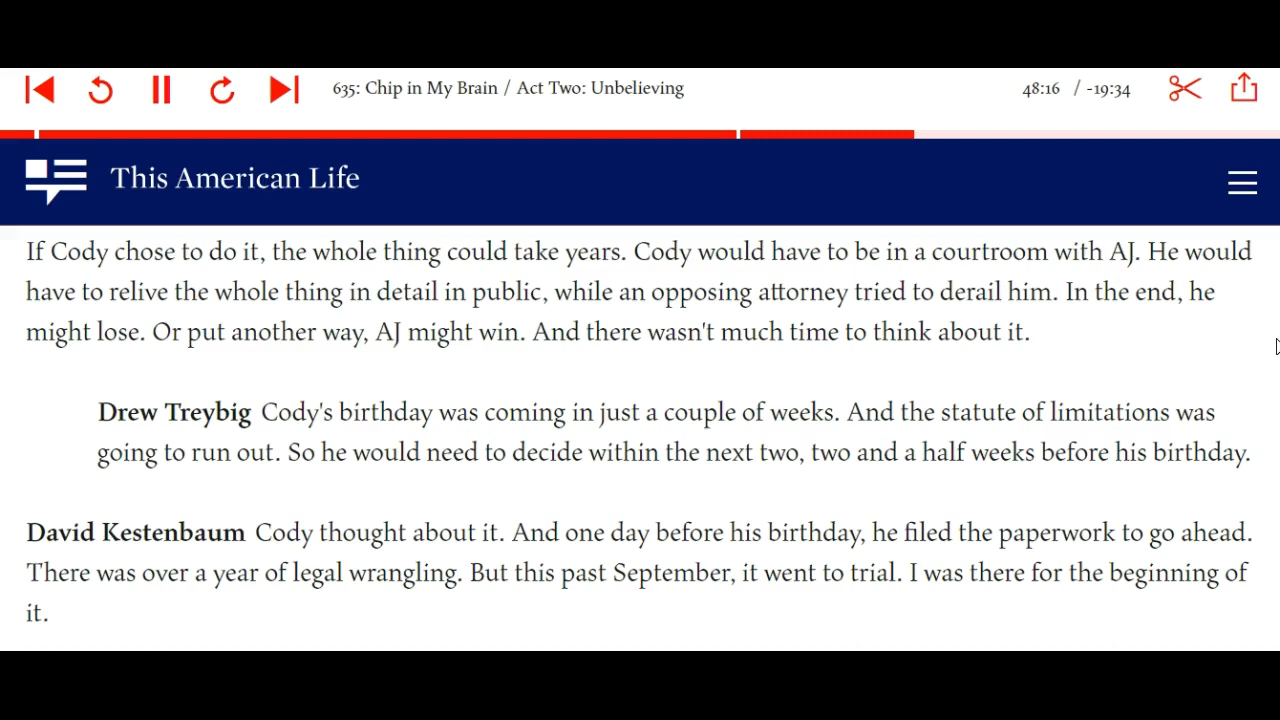 635: Chip in My Brain / Act Two: Unbelieving
48:16 / -19:34
This American Life
If Cody chose to do it, the whole thing could take years. Cody would have to be in a courtroom with AJ. He would
have to relive the whole thing in detail in public, while an opposing attorney tried to derail him. In the end, he
might lose. Or put another way, AJ might win. And there wasn't much time to think about it.
Drew Treybig Cody's birthday was coming in just a couple of weeks. And the statute of limitations was
going to run out. So he would need to decide within the next two, two and a half weeks before his birthday.
David Kestenbaum Cody thought about it. And one day before his birthday, he filed the paperwork to go ahead.
There was over a year of legal wrangling. But this past September, it went to trial. I was there for the beginning of
it.